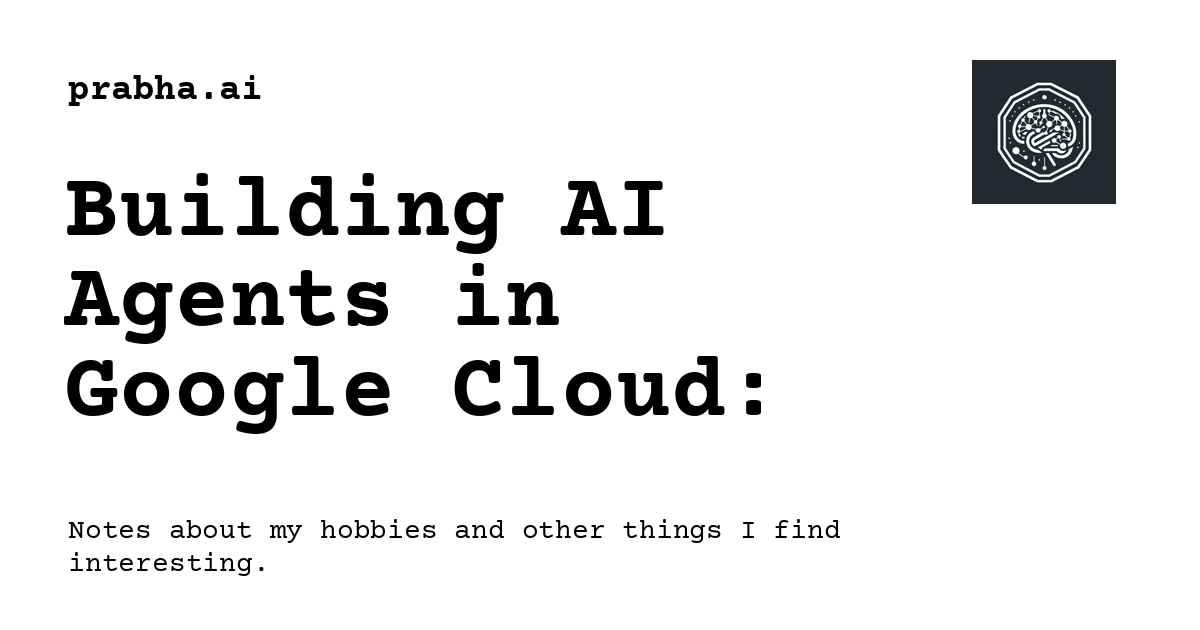 prabha.ai
Building AI
Agents in
Google Cloud:
Notes about my hobbies and other things I find
interesting.